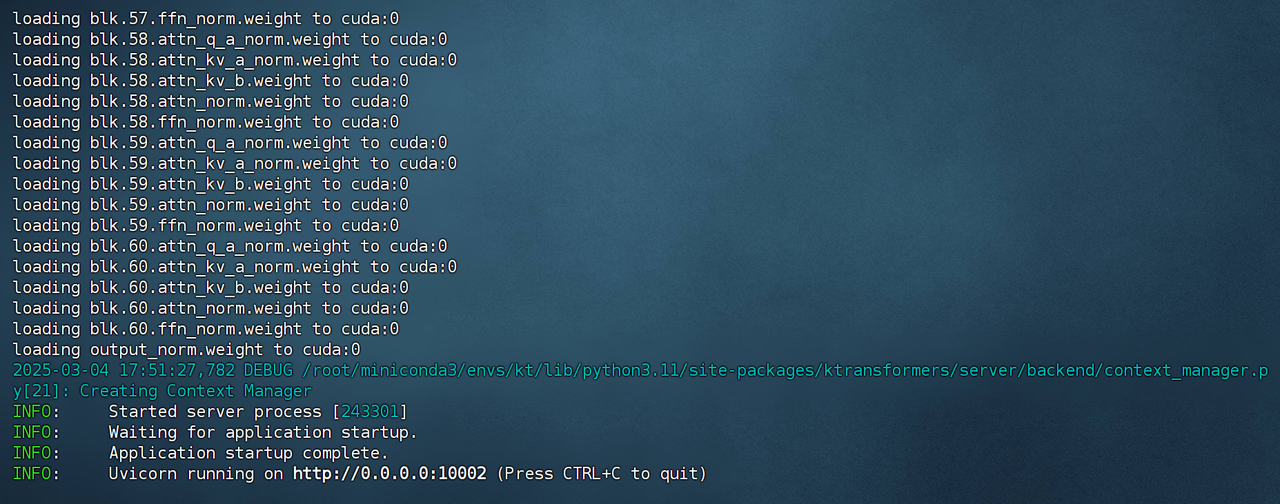 loading blk.57.ffn_norm.weight to cuda:0
loading blk.58.attn_q_a_norm.weight to cuda:0
loading blk.58.attn_kv_a_norm.weight to cuda:0
loading blk.58.attn_kv_b.weight to cuda:0
loading blk.58.attn_norm.weight to cuda:0
loading blk.58.ffn_norm.weight to cuda:0
loading blk.59.attn_q_a_norm.weight to cuda:0
loading blk.59.attn_kv_a_norm.weight to cuda:0
loading blk.59.attn_kv_b.weight to cuda:0
loading blk.59.attn_norm.weight to cuda:0
loading blk.59.ffn_norm.weight to cuda:0
loading blk.60.attn_q_a_norm.weight to cuda:0
loading blk.60.attn_kv_a_norm.weight to cuda:0
loading blk.60.attn_kv_b.weight to cuda:0
loading blk.60.attn_norm.weight to cuda:0
loading blk.60.ffn_norm.weight to cuda:0
loading output_norm.weight to cuda:0
2025-03-04 17:51:27,782 DEBUG /root/miniconda3/envs/kt/lib/python3.11/site-packages/ktransformers/server/backend/context_manager.p
y[21]: Creating Context Manager
INFO:     Started server process [243301]
INFO:     Waiting for application startup.
INFO:     Application startup complete.
INFO:     Uvicorn running on http://0.0.0.0:10002 (Press CTRL+C to quit)